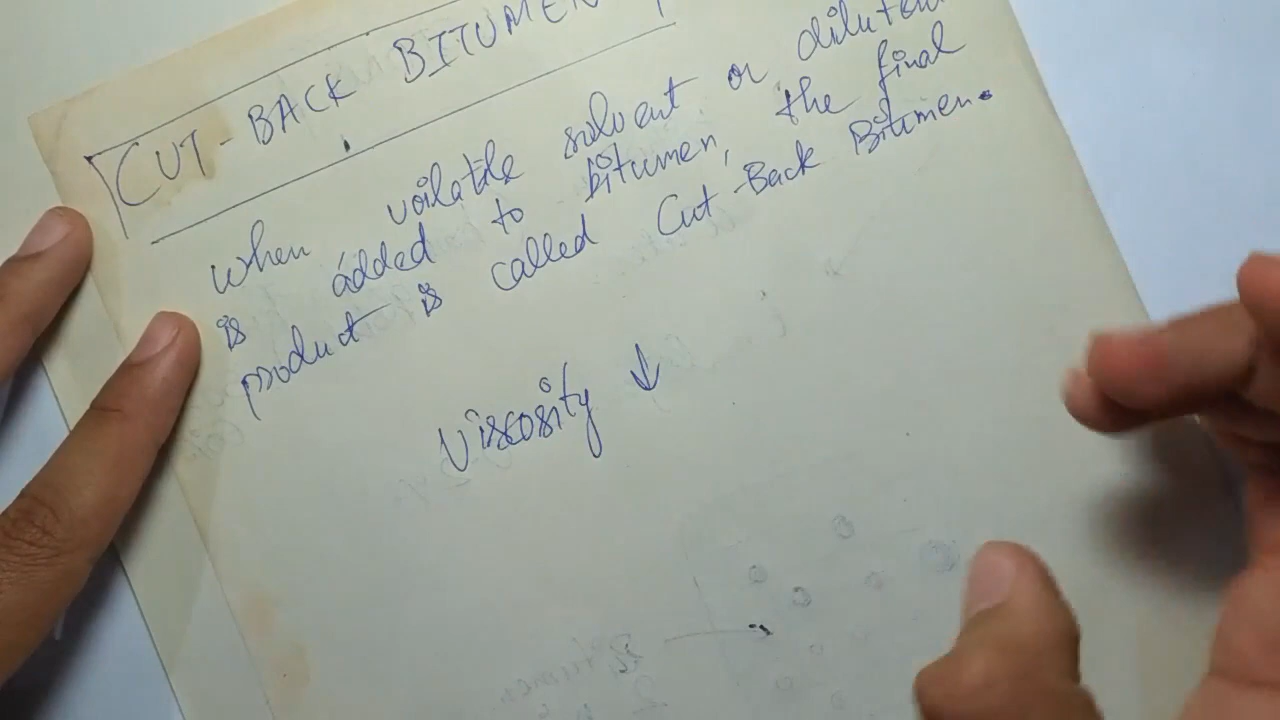 CUT-BACK BITUMEN
When voilatile solvent or diluten
is added to bitumen, the final
product is called Cut-Back Bitumen.
Viscosity ↓